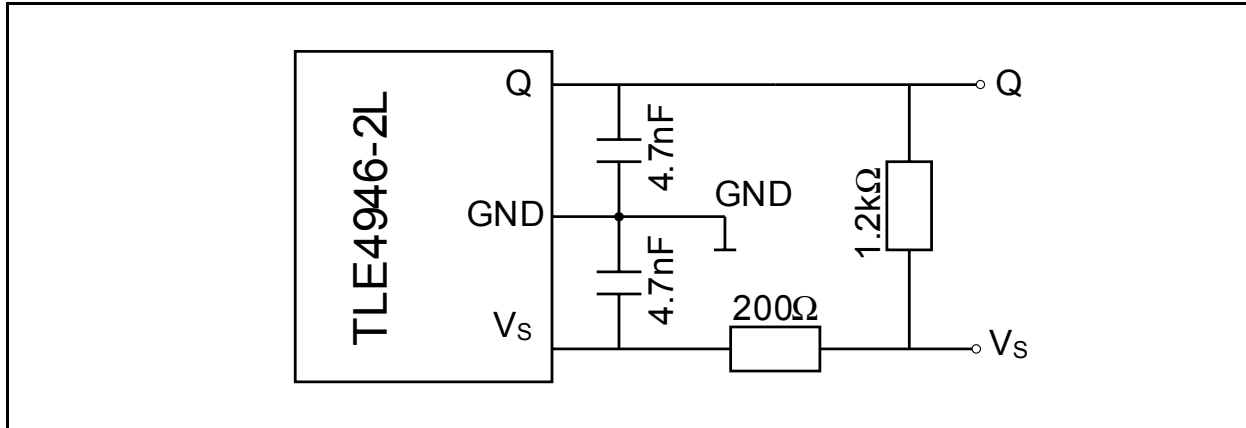 TLE4946-2L
Q
4.7nF
Q
GND
GND
1.2kΩ
4.7nF
200Ω
VS
VS